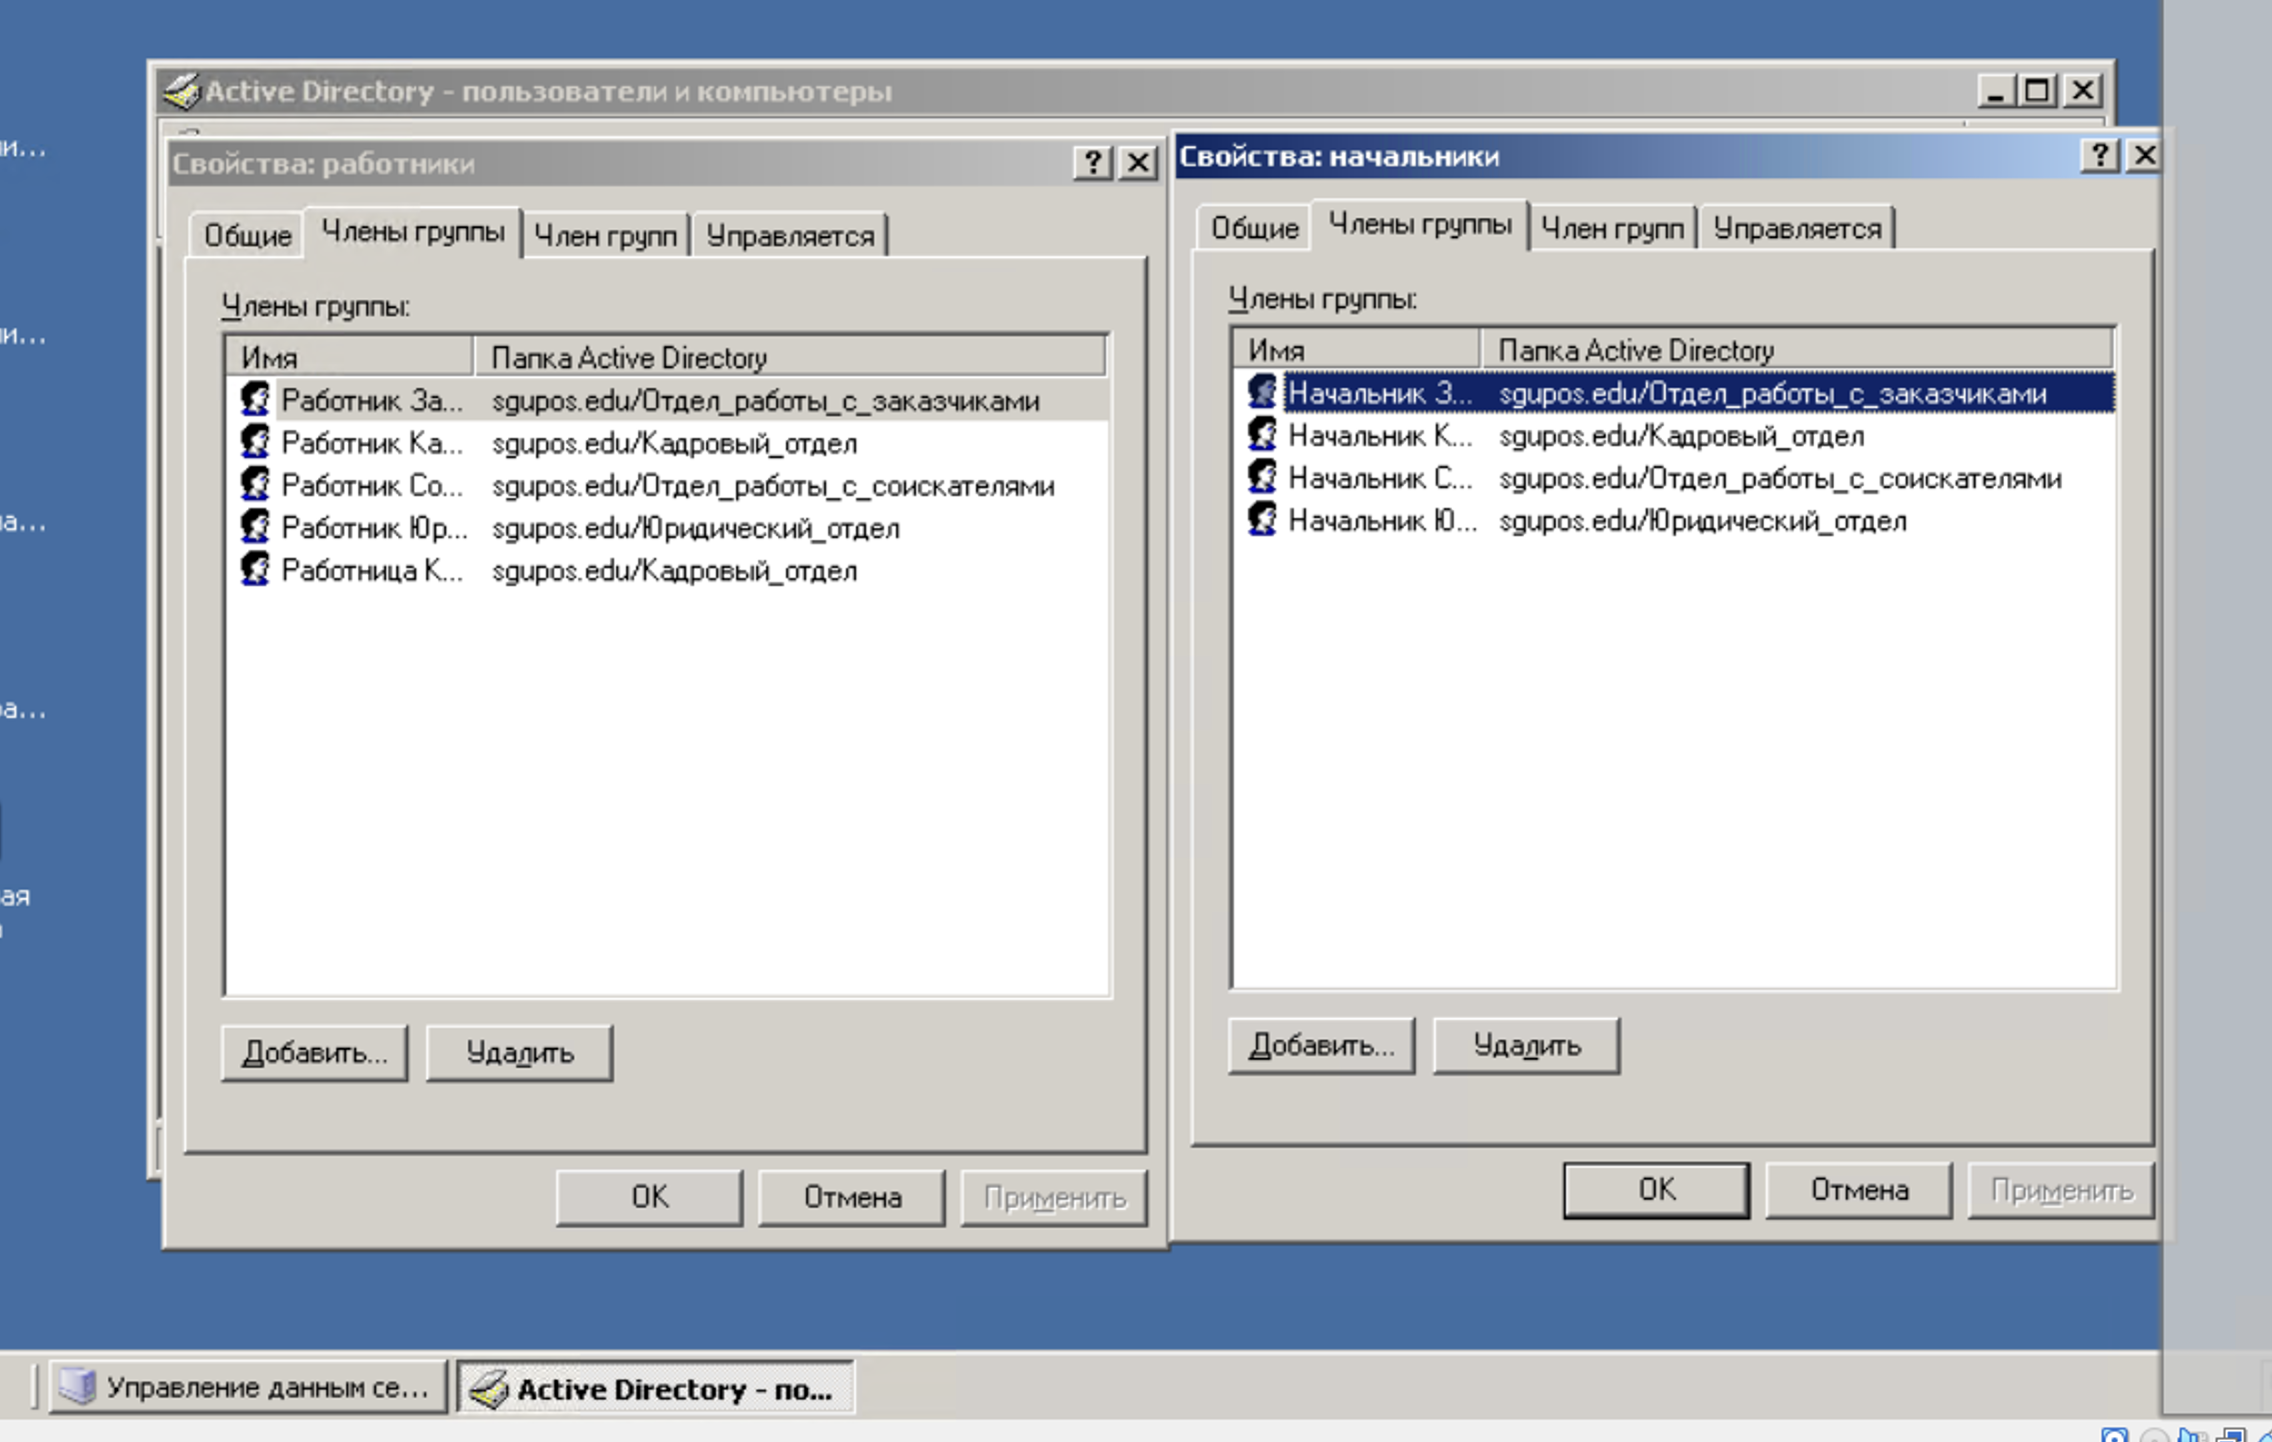 и...
и...
а...
а...
ая
Active Directory - пользователи и компьютеры
Свойства: работники
Общие Члены группы Член групп Управляется
Члены группы:
Имя Папка Active Directory
Работник За... sgupos.edu/Отдел_работы_с_заказчиками
Работник Ка... sgupos.edu/Кадровый_отдел
Работник Со... sgupos.edu/Отдел_работы_с_соискателями
Работник Юр... sgupos.edu/Юридический_отдел
Работница К... sgupos.edu/Кадровый_отдел
Добавить... Удалить
OK Отмена Применить
Свойства: начальники
Общие Члены группы Член групп Управляется
Члены группы:
Имя Папка Active Directory
Начальник З... sgupos.edu/Отдел_работы_с_заказчиками
Начальник К... sgupos.edu/Кадровый_отдел
Начальник С... sgupos.edu/Отдел_работы_с_соискателями
Начальник Ю... sgupos.edu/Юридический_отдел
Добавить... Удалить
OK Отмена Применить
Управление данным се... Active Directory - по...